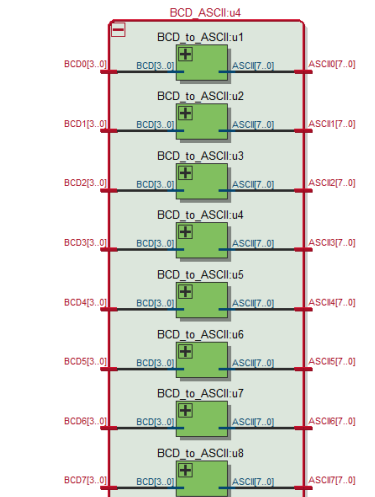 BCD_ASCII:u4
BCD_to_ASCII:u1
BCD0[3..0] BCD[3..0] ASCII[7..0] ASCII0[7..0]
BCD_to_ASCII:u2
BCD1[3..0] BCD[3..0] ASCII[7..0] ASCII1[7..0]
BCD_to_ASCII:u3
BCD2[3..0] BCD[3..0] ASCII[7..0] ASCII2[7..0]
BCD_to_ASCII:u4
BCD3[3..0] BCD[3..0] ASCII[7..0] ASCII3[7..0]
BCD_to_ASCII:u5
BCD4[3..0] BCD[3..0] ASCII[7..0] ASCII4[7..0]
BCD_to_ASCII:u6
BCD5[3..0] BCD[3..0] ASCII[7..0] ASCII5[7..0]
BCD_to_ASCII:u7
BCD6[3..0] BCD[3..0] ASCII[7..0] ASCII6[7..0]
BCD_to_ASCII:u8
BCD7[3..0] BCD[3..0] ASCII[7..0] ASCII7[7..0]